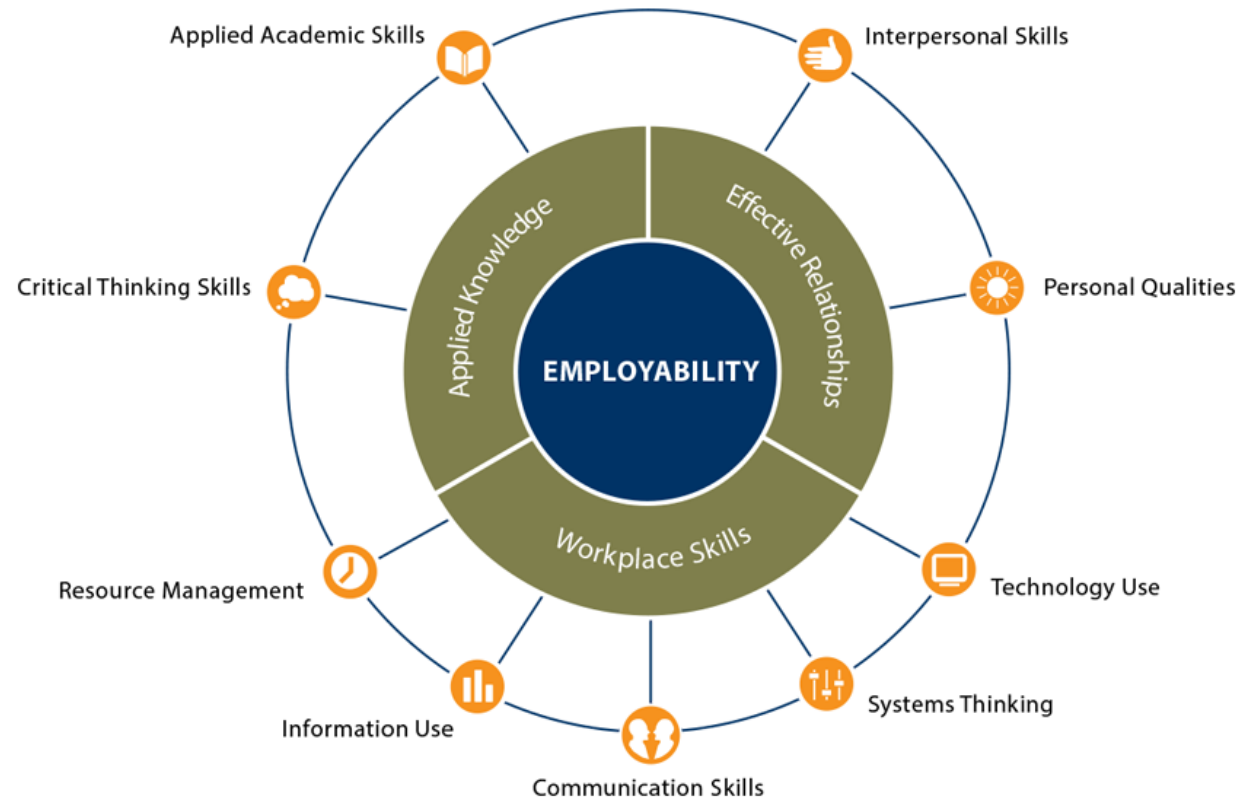 Applied Academic Skills
Interpersonal Skills
Applied Knowledge
Effective Relationships
Critical Thinking Skills
Personal Qualities
EMPLOYABILITY
Workplace Skills
Resource Management
Technology Use
Information Use
Systems Thinking
Communication Skills